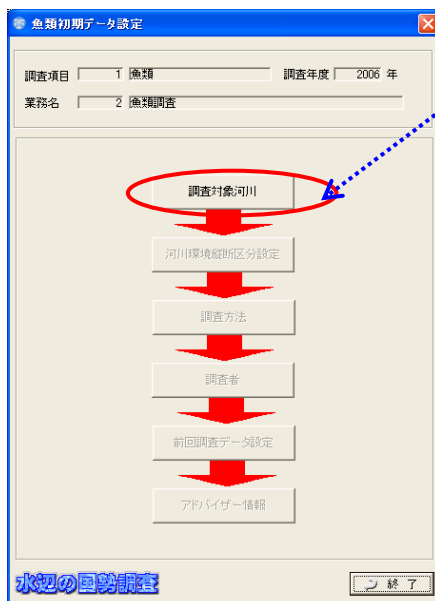 魚類初期データ設定
調査項目 1 魚類 調査年度 2006 年
業務名 2 魚類調査
調査対象河川
河川環境縦断区分設定
調査方法
調査者
前回調査データ設定
アドバイザー情報
水辺の国勢調査 終 了